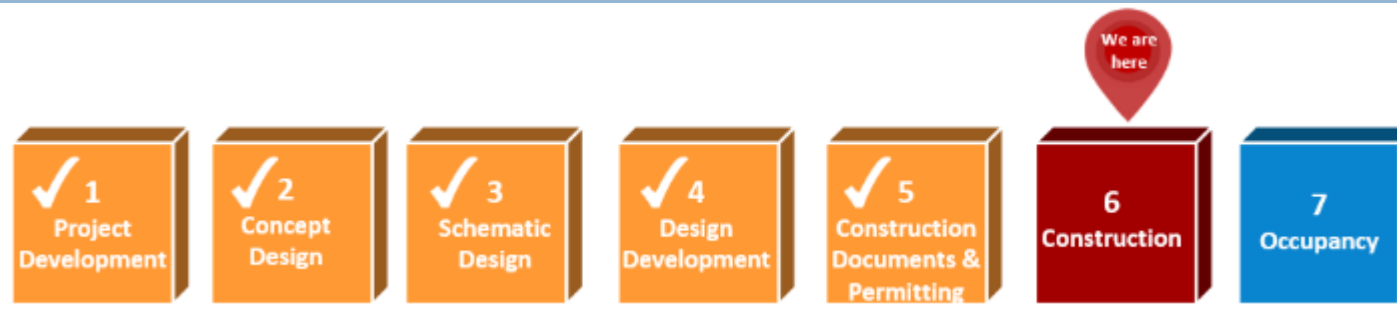 We are
here
1
Project
Development
2
Concept
Design
3
Schematic
Design
4
Design
Development
5
Construction
Documents &
Permitting
6
Construction
7
Occupancy